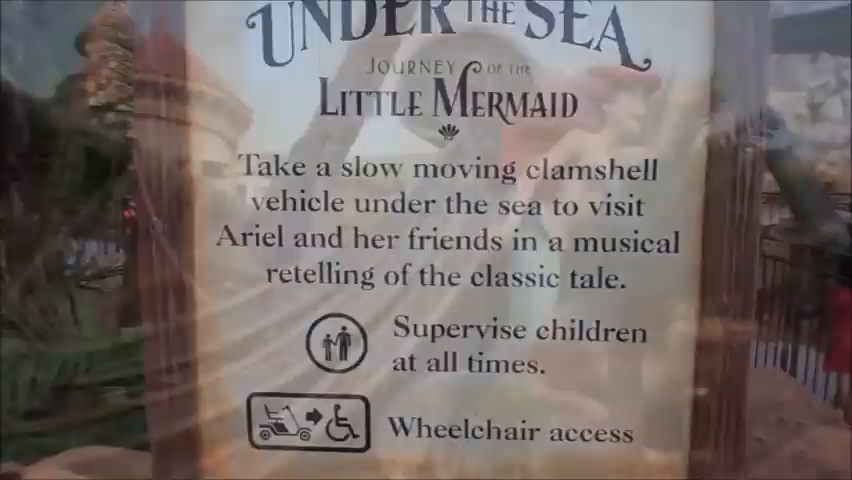 UNDER THE SEA
JOURNEY OF THE
LITTLE MERMAID
Take a slow moving clamshell
vehicle under the sea to visit
Ariel and her friends in a musical
retelling of the classic tale.
Supervise children
at all times.
Wheelchair access